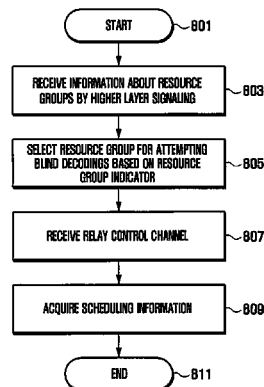 START
801
RECEIVE INFORMATION ABOUT RESOURCE
GROUPS BY HIGHER LAYER SIGNALING
803
SELECT RESOURCE GROUP FOR ATTEMPTING
BLIND DECODINGS BASED ON RESOURCE
GROUP INDICATOR
805
RECEIVE RELAY CONTROL CHANNEL
807
ACQUIRE SCHEDULING INFORMATION
809
END
811